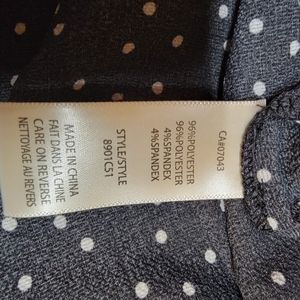 CA#07043
96%POLYESTER
4%SPANDEX
96%POLYESTER
4%SPANDEX
STYLE/STYLE
8901C51
MADE IN CHINA
FAIT DANS LA CHINE
CARE ON REVERSE
NETTOYAGE AU REVERS